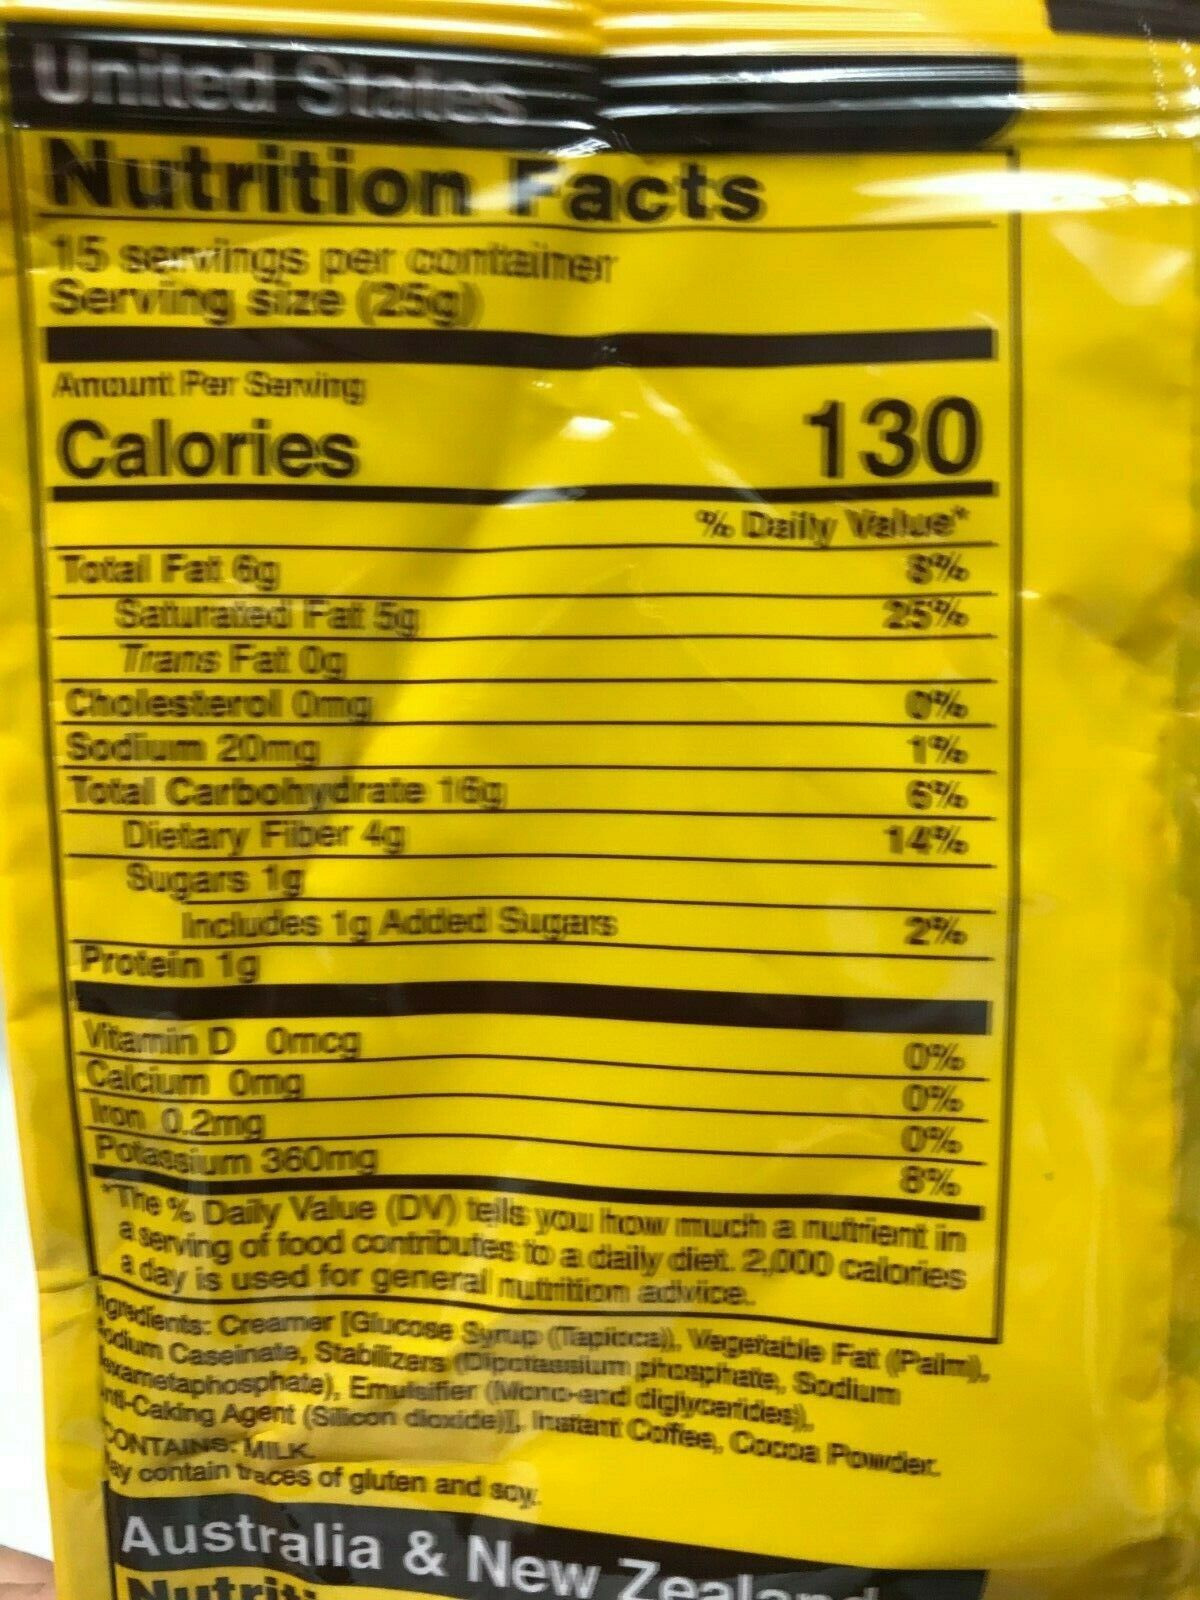 United States
Nutrition Facts
15 servings per container
Serving size (25g)
Amount Per Serving
Calories 130
% Daily Value*
Total Fat 6g 8%
Saturated Fat 5g 25%
Trans Fat 0g
Cholesterol 0mg 0%
Sodium 20mg 1%
Total Carbohydrate 16g 6%
Dietary Fiber 4g 14%
Sugars 1g
Includes 1g Added Sugars 2%
Protein 1g
Vitamin D 0mcg 0%
Calcium 0mg 0%
Iron 0.2mg 0%
Potassium 360mg 8%
*The % Daily Value (DV) tells you how much a nutrient in
a serving of food contributes to a daily diet. 2,000 calories
a day is used for general nutrition advice.
ngredients: Creamer [Glucose Syrup (Tapioca), Vegetable Fat (Palm),
odium Caseinate, Stabilizers (Dipotassium phosphate, Sodium
exametaphosphate), Emulsifier (Mono-and diglycerides),
nti-Caking Agent (Silicon dioxide)], Instant Coffee, Cocoa Powder.
CONTAINS: MILK.
ay contain traces of gluten and soy.
Australia & New Zealand
Nutriti